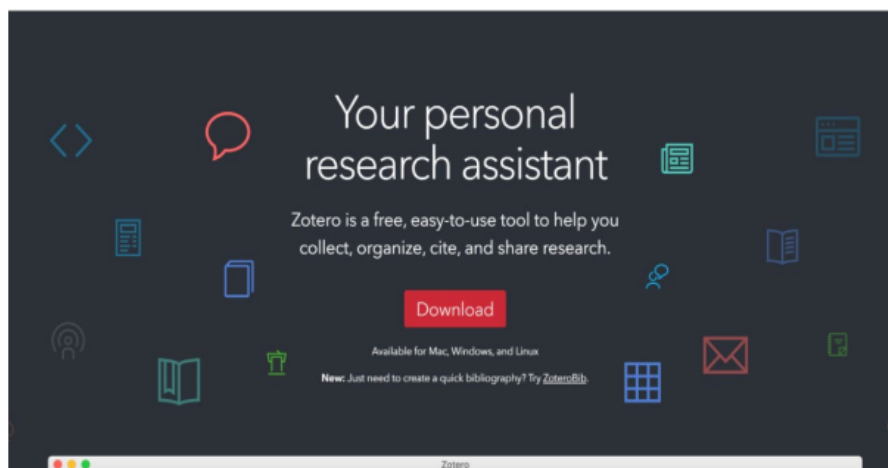 Your personal
research assistant
Zotero is a free, easy-to-use tool to help you
collect, organize, cite, and share research.
Download
Available for Mac, Windows, and Linux
New: Just need to create a quick bibliography? Try ZoteroBib.
Zotero